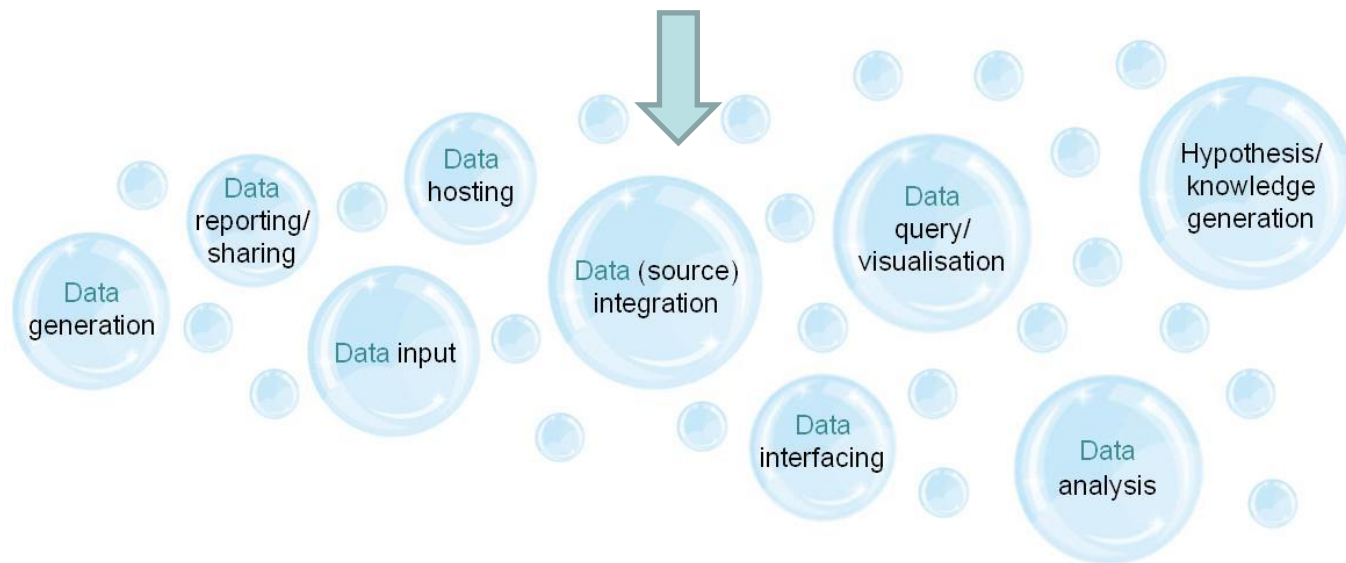 Data
generation
Data
reporting/
sharing
Data input
Data
hosting
Data (source)
integration
Data
query/
visualisation
Data
interfacing
Data
analysis
Hypothesis/
knowledge
generation